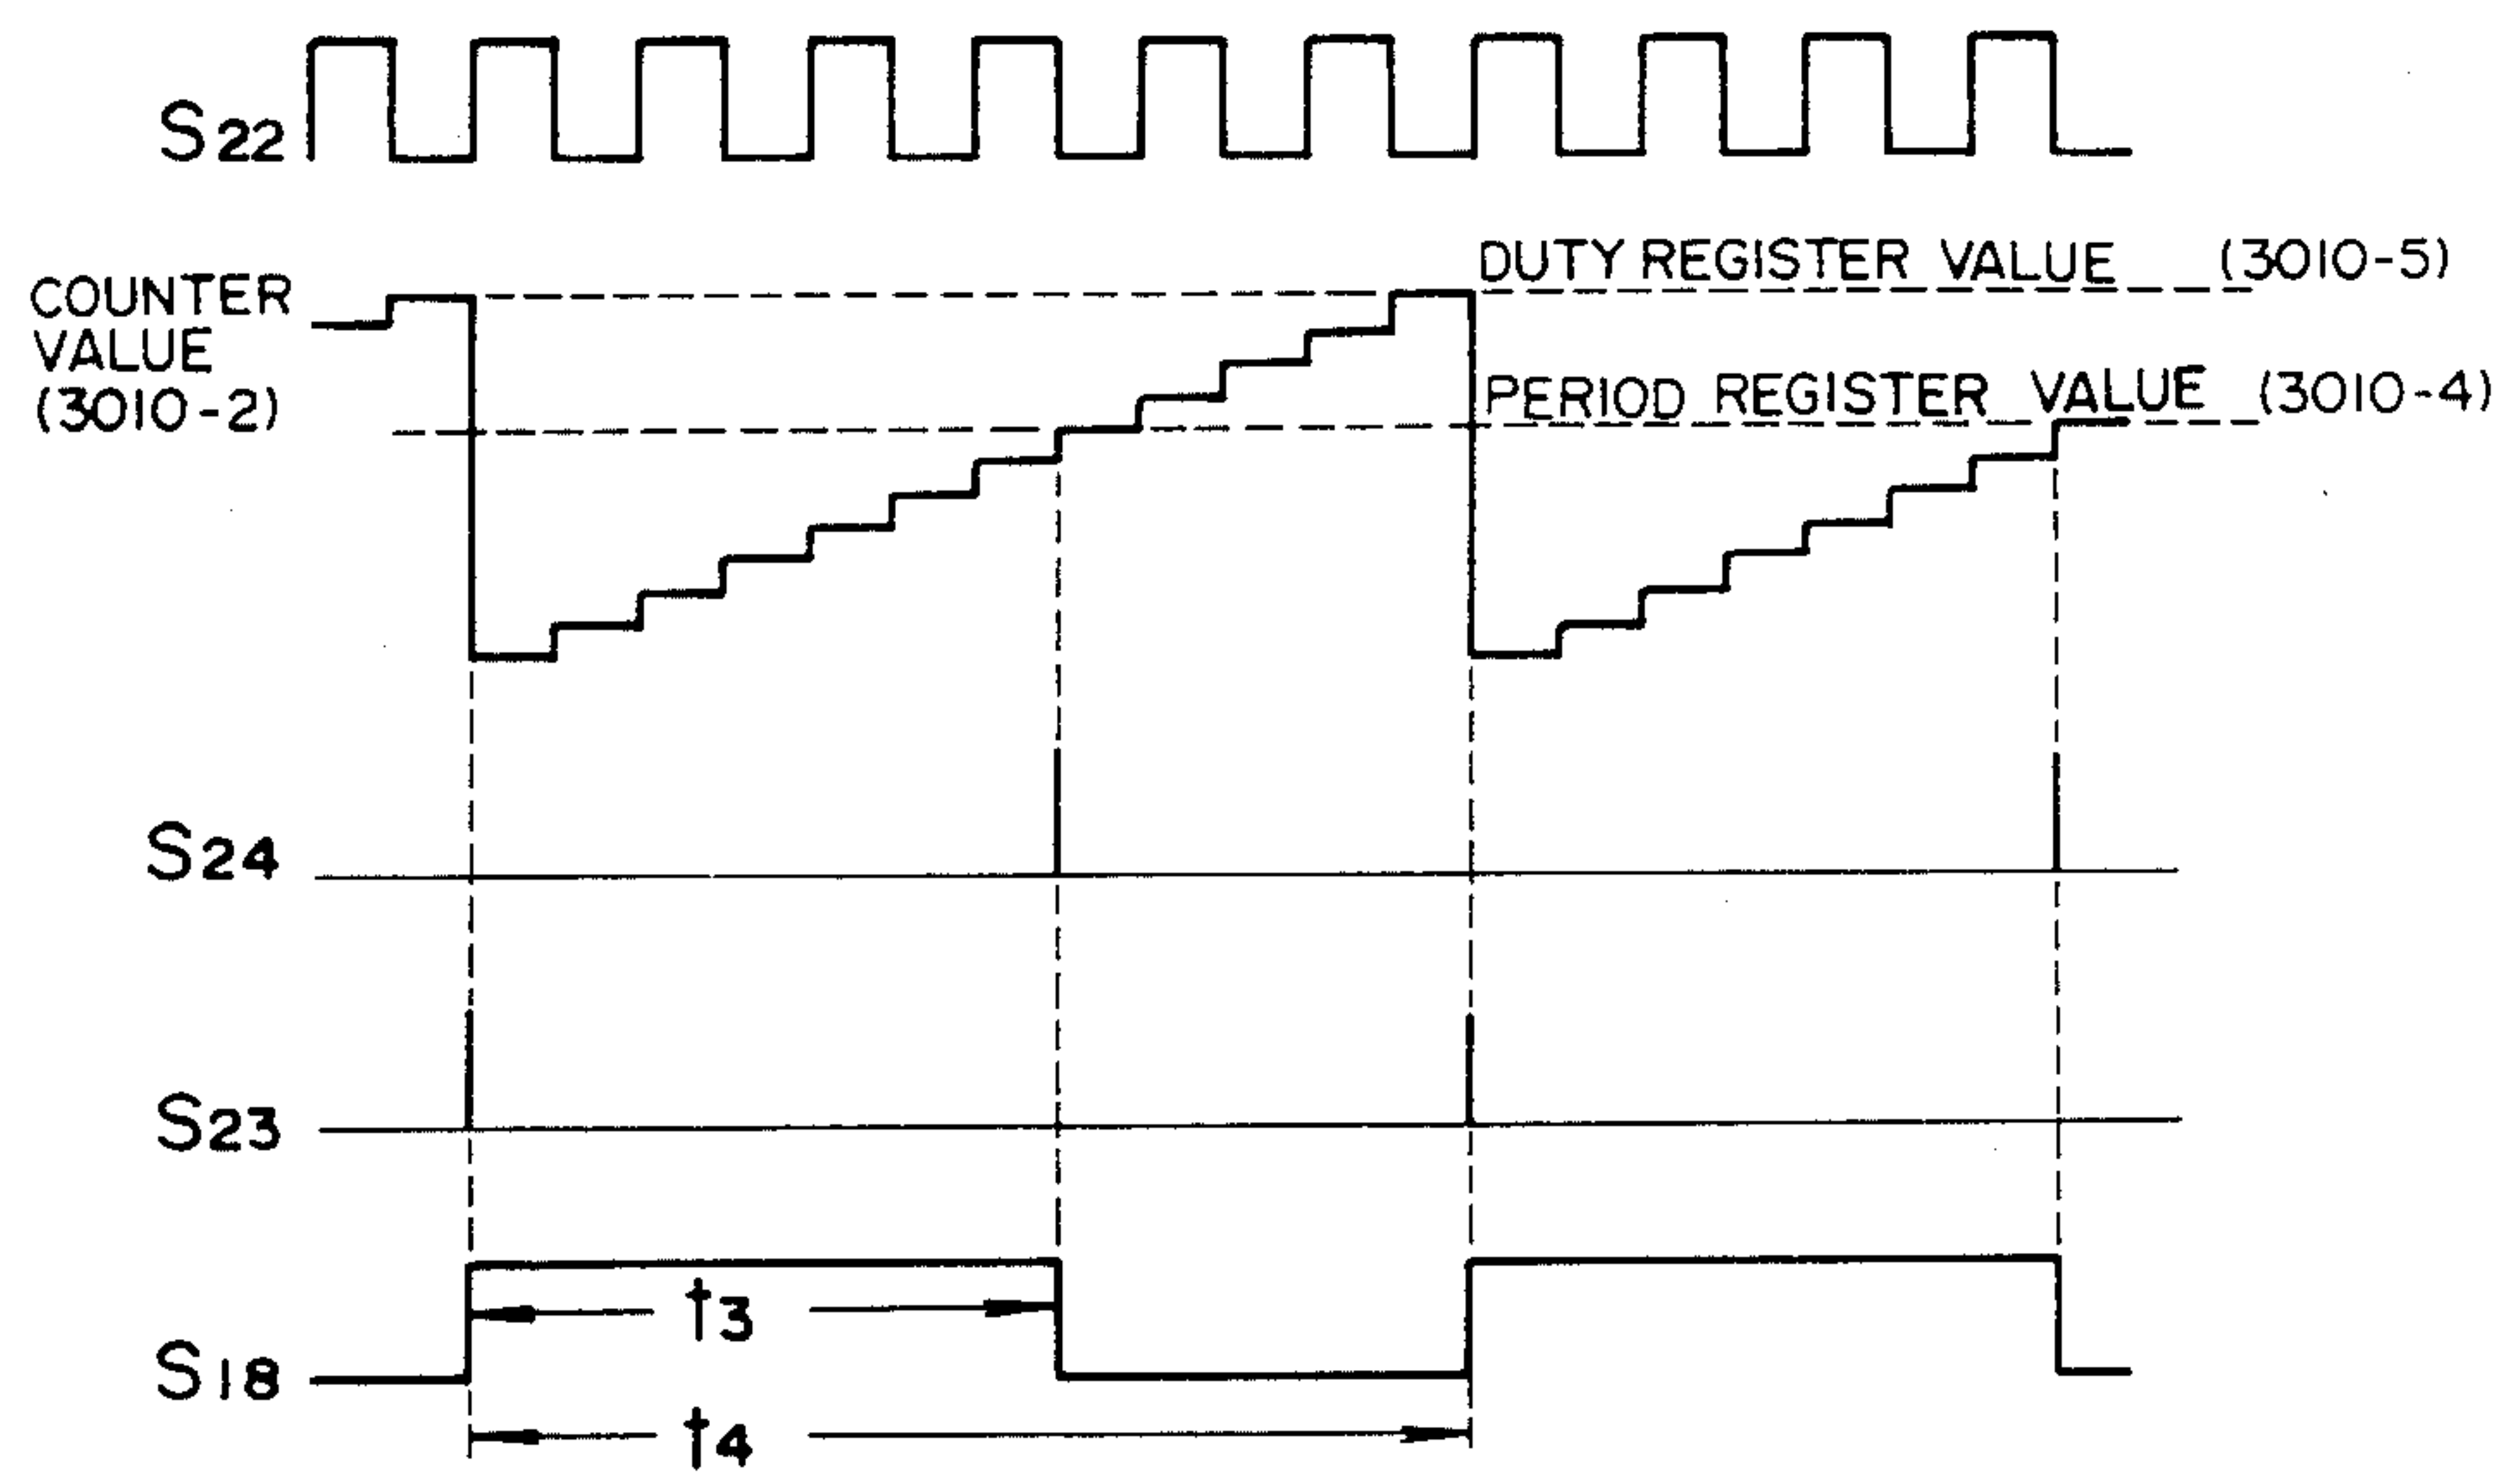 S22
DUTY REGISTER VALUE (3010-5)
COUNTER
VALUE
(3010-2)
PERIOD REGISTER VALUE (3010-4)
S24
S23
t3
S18
t4